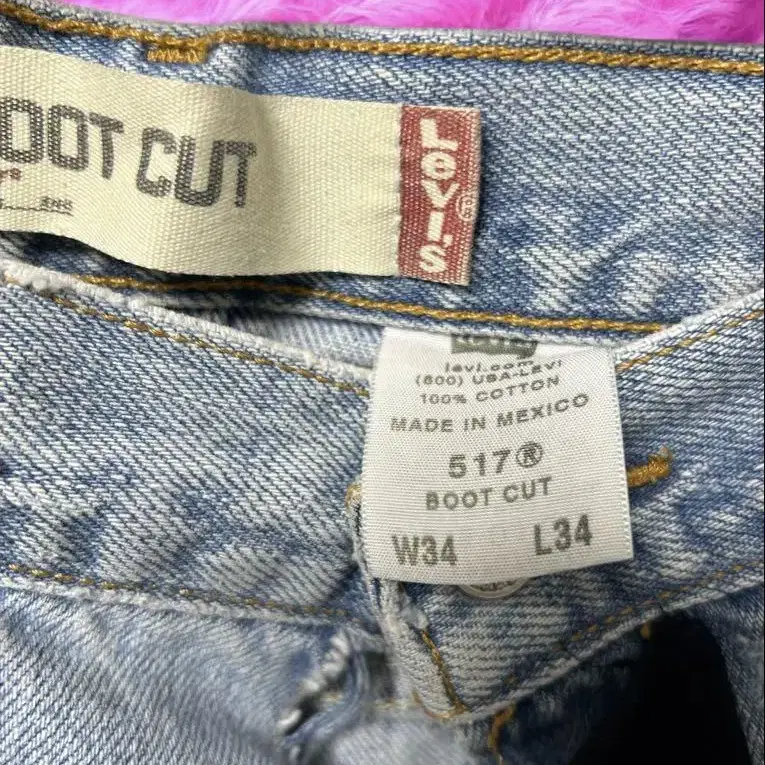 OOT CUT
Levi's®
levi.com
(800) USA-LEVI
100% COTTON
MADE IN MEXICO
517®
BOOT CUT
W34 L34